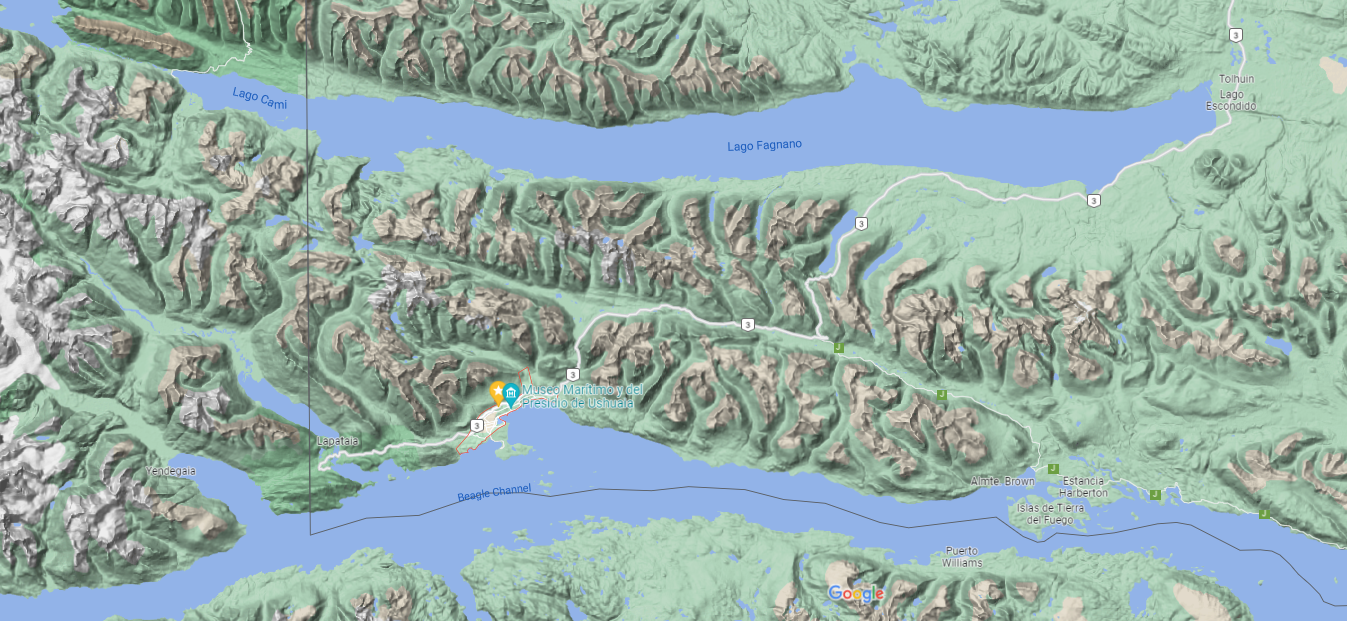 3
Tolhuin
Lago
Escondido
Lago Cami
Lago Fagnano
3
3
3
J
3
J
Museo Marítimo y del
Presidio de Ushuaia
3
Lapataia
Yendegaia
J
Almte. Brown
Estancia
Harberton
J
Beagle Channel
Islas de Tierra
del Fuego
J
Puerto
Williams
Google